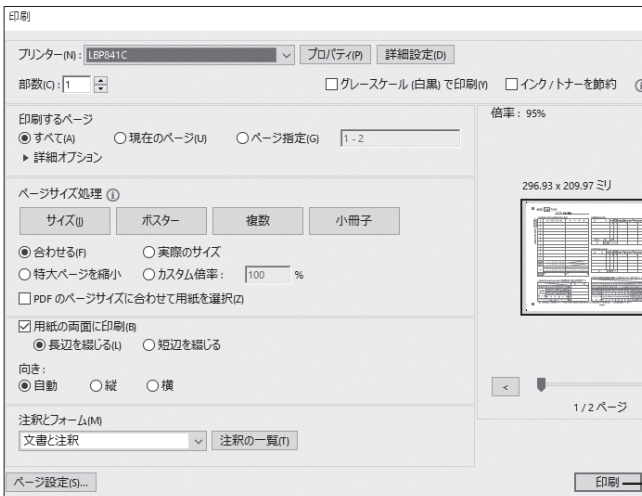 印刷
プリンター(N): LBP841C プロパティ(P) 詳細設定(D)
部数(C): 1 グレースケール (白黒) で印刷(Y) インク/トナーを節約
印刷するページ
すべて(A) 現在のページ(U) ページ指定(G) 1 - 2
詳細オプション
倍率: 95%
ページサイズ処理
サイズ(I) ポスター 複数 小冊子
合わせる(F) 実際のサイズ
特大ページを縮小 カスタム倍率: 100 %
PDF のページサイズに合わせて用紙を選択(Z)
用紙の両面に印刷(B)
長辺を綴じる(L) 短辺を綴じる
向き:
自動 縦 横
296.93 x 209.97 ミリ
<
1 / 2 ページ
注釈とフォーム(M)
文書と注釈 注釈の一覧(T)
ページ設定(S)... 印刷